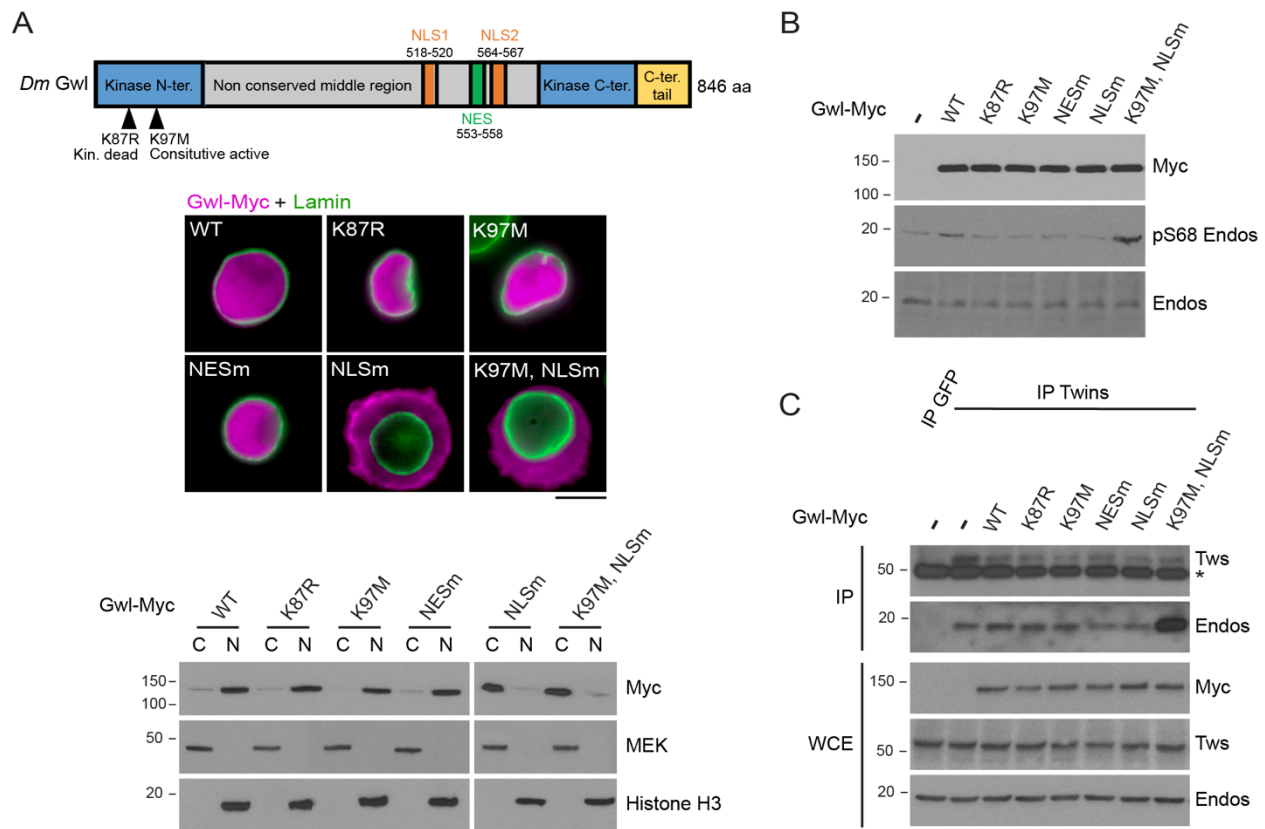 A
NLS1
518-520
NLS2
564-567
Dm Gwl
Kinase N-ter.
Non conserved middle region
Kinase C-ter.
C-ter. tail
846 aa
K87R
Kin. dead
K97M
Consitutive active
NES
553-558
Gwl-Myc + Lamin
WT
K87R
K97M
NESm
NLSm
K97M, NLSm
Gwl-Myc
WT
K87R
K97M
NESm
NLSm
K97M, NLSm
C N C N C N C N C N C N
150
100
Myc
50
MEK
20
Histone H3
B
Gwl-Myc
-
WT
K87R
K97M
NESm
NLSm
K97M, NLSm
150
100
Myc
20
pS68 Endos
20
Endos
C
IP GFP
IP Twins
Gwl-Myc
-
-
WT
K87R
K97M
NESm
NLSm
K97M, NLSm
IP
50
Tws
*
20
Endos
WCE
150
Myc
50
Tws
20
Endos